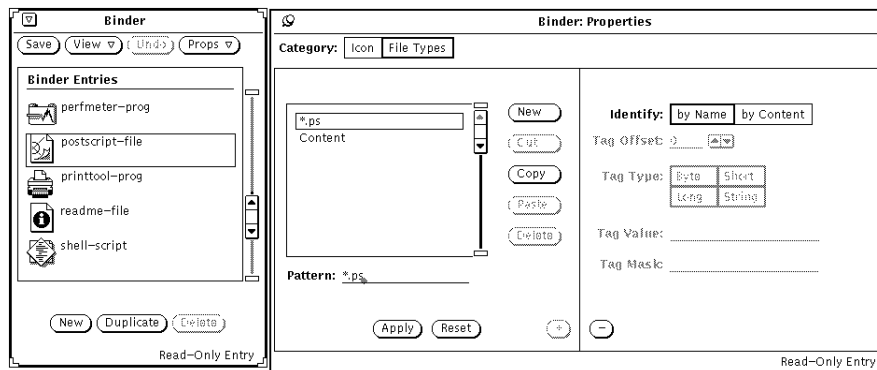 Binder
Save View Undo Props
Binder Entries
perfmeter-prog
postscript-file
printtool-prog
readme-file
shell-script
New Duplicate Delete
Read-Only Entry
Binder: Properties
Category: Icon File Types
*.ps
Content
New
Cut
Copy
Paste
Delete
Pattern: *.ps
Apply Reset
+
Identify: by Name by Content
Tag Offset: 0
Tag Type: Byte Short
Long String
Tag Value:
Tag Mask:
−
Read-Only Entry